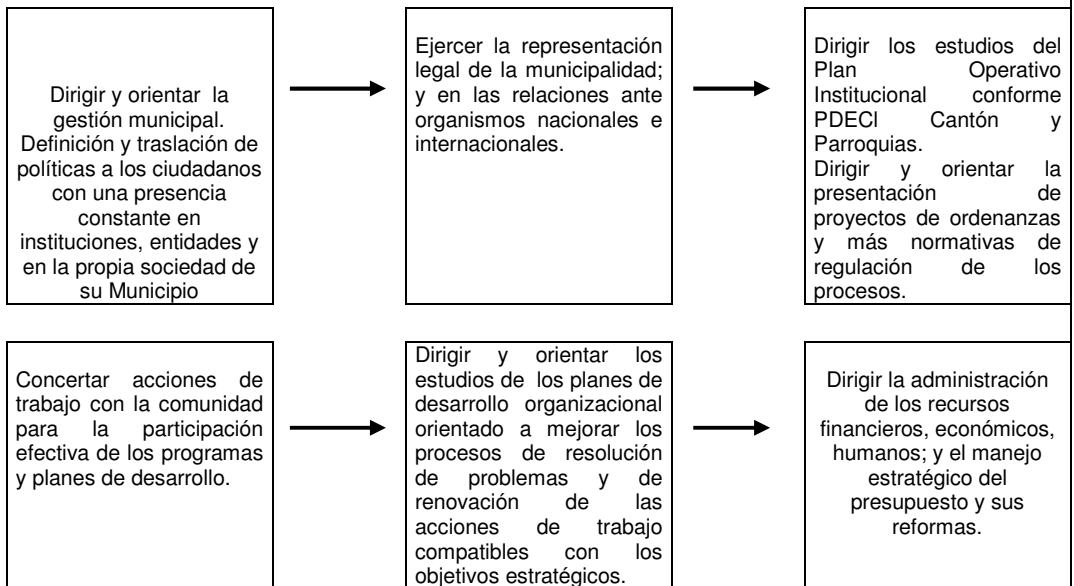 Dirigir y orientar la
gestión municipal.
Definición y traslación de
políticas a los ciudadanos
con una presencia
constante en
instituciones, entidades y
en la propia sociedad de
su Municipio
Ejercer la representación
legal de la municipalidad;
y en las relaciones ante
organismos nacionales e
internacionales.
Dirigir los estudios del
Plan Operativo
Institucional conforme
PDECI Cantón y
Parroquias.
Dirigir y orientar la
presentación de
proyectos de ordenanzas
y más normativas de
regulación de los
procesos.
Concertar acciones de
trabajo con la comunidad
para la participación
efectiva de los programas
y planes de desarrollo.
Dirigir y orientar los
estudios de los planes de
desarrollo organizacional
orientado a mejorar los
procesos de resolución
de problemas y de
renovación de las
acciones de trabajo
compatibles con los
objetivos estratégicos.
Dirigir la administración
de los recursos
financieros, económicos,
humanos; y el manejo
estratégico del
presupuesto y sus
reformas.